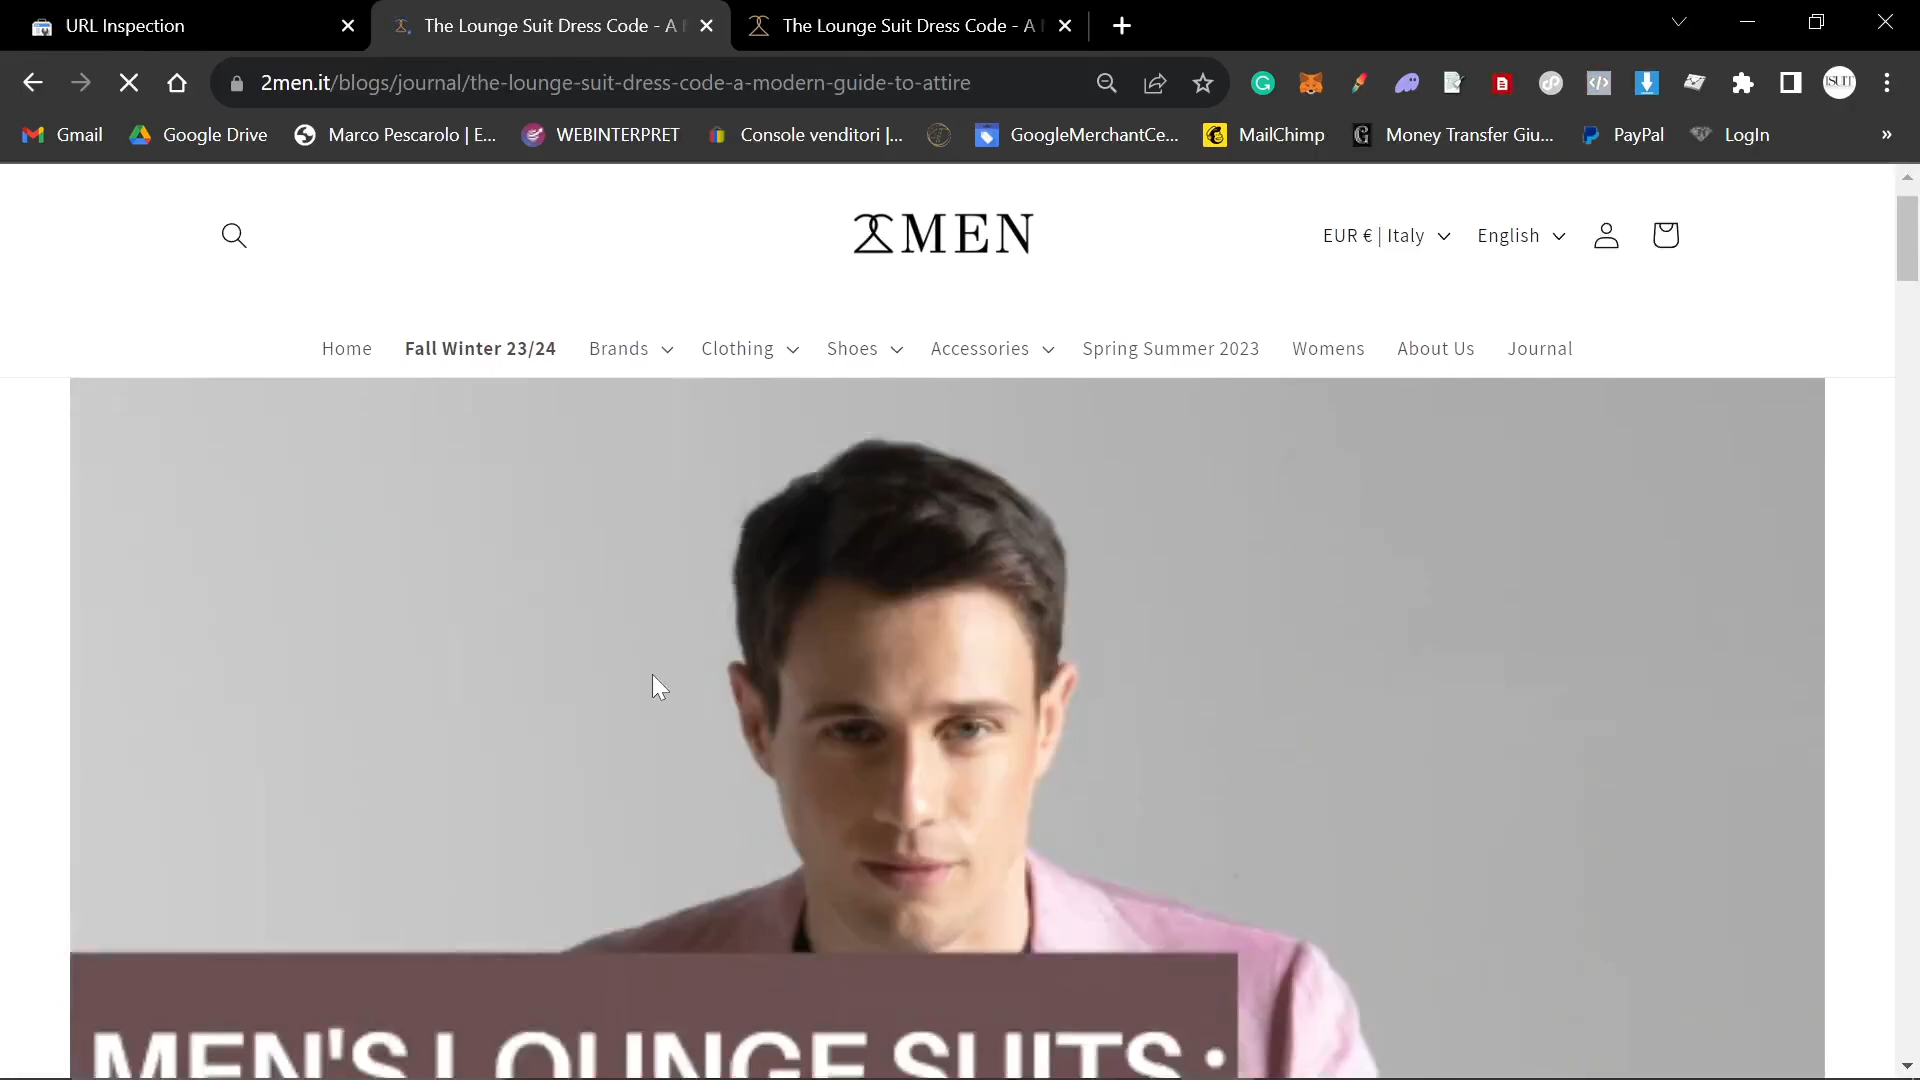 URL Inspection
The Lounge Suit Dress Code - A
The Lounge Suit Dress Code - A
2men.it/blogs/journal/the-lounge-suit-dress-code-a-modern-guide-to-attire
Gmail
Google Drive
Marco Pescarolo | E...
WEBINTERPRET
Console venditori |...
GoogleMerchantCe...
MailChimp
Money Transfer Giu...
PayPal
LogIn
»
2MEN
EUR € | Italy
English
Home
Fall Winter 23/24
Brands
Clothing
Shoes
Accessories
Spring Summer 2023
Womens
About Us
Journal
MEN'S LOUNGE SUITS :